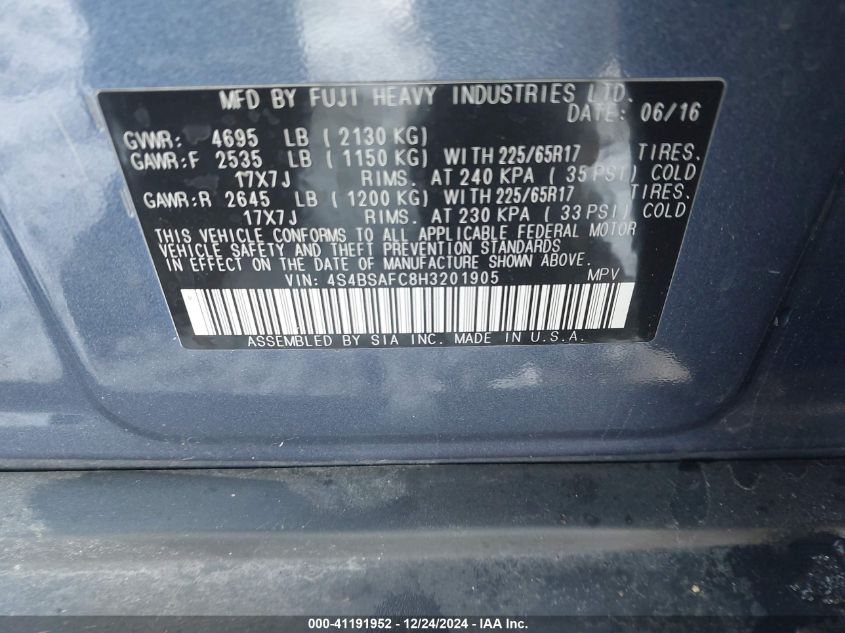 MFD BY FUJI HEAVY INDUSTRIES LTD.
DATE: 06/16
GVWR: 4695 LB ( 2130 KG)
GAWR:F 2535 LB ( 1150 KG) WITH 225/65R17 TIRES.
17X7J RIMS. AT 240 KPA ( 35 PSI) COLD
GAWR:R 2645 LB ( 1200 KG) WITH 225/65R17 TIRES.
17X7J RIMS. AT 230 KPA ( 33 PSI) COLD
THIS VEHICLE CONFORMS TO ALL APPLICABLE FEDERAL MOTOR
VEHICLE SAFETY AND THEFT PREVENTION STANDARDS
IN EFFECT ON THE DATE OF MANUFACTURE SHOWN ABOVE.
VIN: 4S4BSAFC8H3201905 MPV
ASSEMBLED BY SIA INC. MADE IN U.S.A.
000-41191952 - 12/24/2024 - IAA Inc.